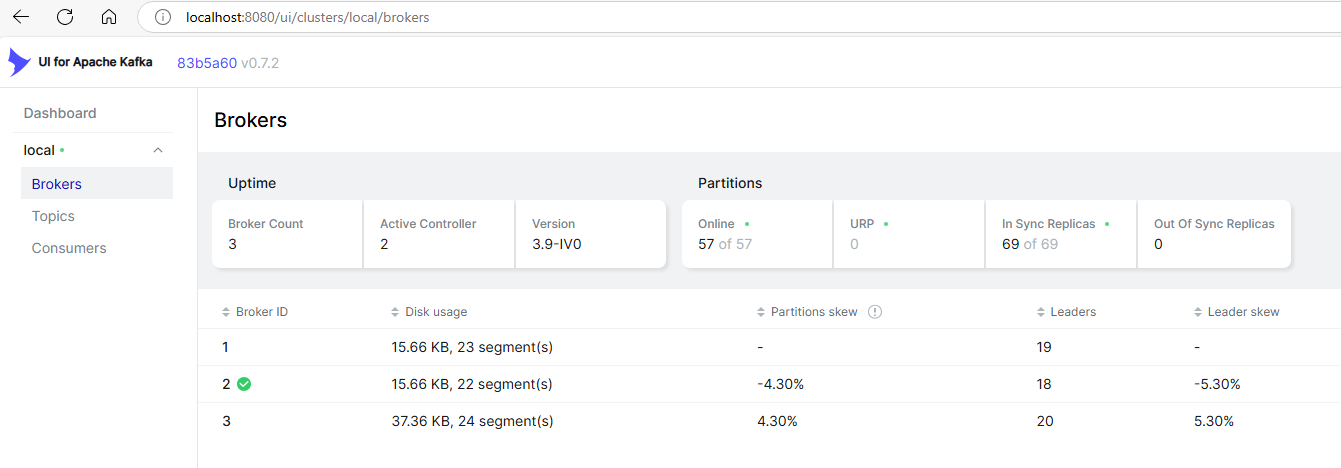 localhost:8080/ui/clusters/local/brokers
UI for Apache Kafka 83b5a60 v0.7.2
Dashboard
local
Brokers
Topics
Consumers
Brokers
Uptime
Broker Count
3
Active Controller
2
Version
3.9-IV0
Partitions
Online
57 of 57
URP
0
In Sync Replicas
69 of 69
Out Of Sync Replicas
0
Broker ID Disk usage Partitions skew Leaders Leader skew
1 15.66 KB, 23 segment(s) - 19 -
2 15.66 KB, 22 segment(s) -4.30% 18 -5.30%
3 37.36 KB, 24 segment(s) 4.30% 20 5.30%